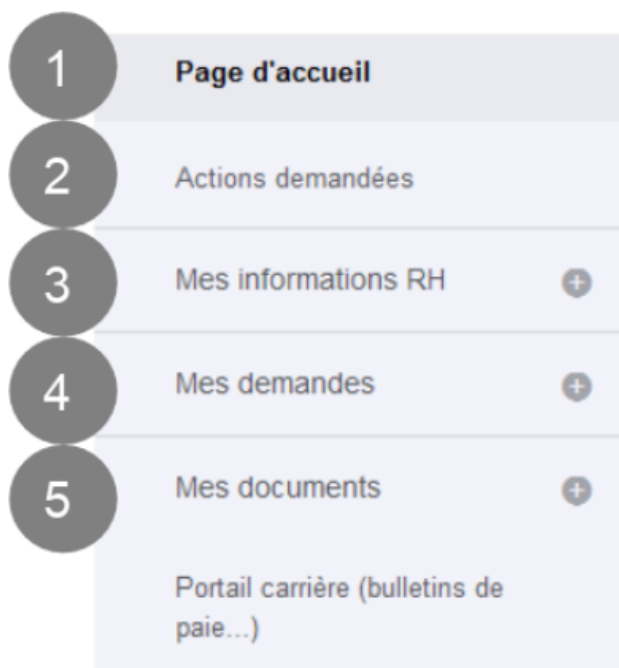 1 Page d'accueil
2 Actions demandées
3 Mes informations RH
4 Mes demandes
5 Mes documents
Portail carrière (bulletins de
paie...)